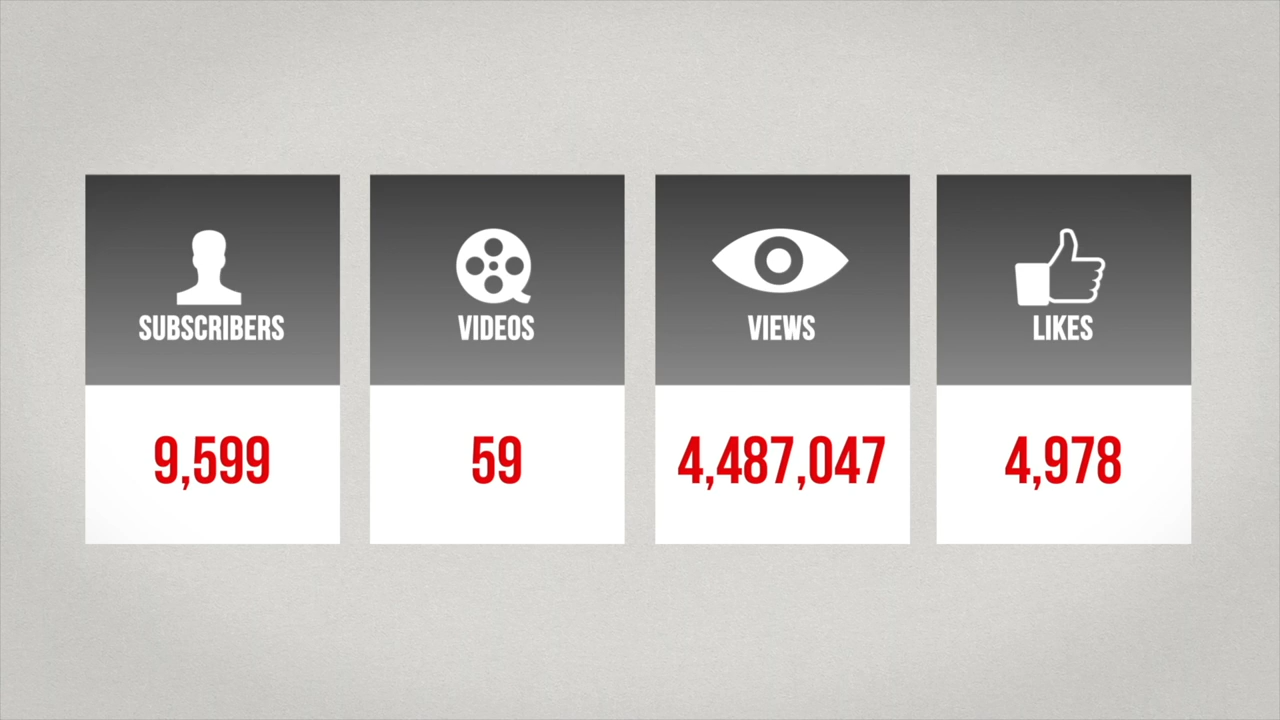 SUBSCRIBERS
9,599
VIDEOS
59
VIEWS
4,487,047
LIKES
4,978